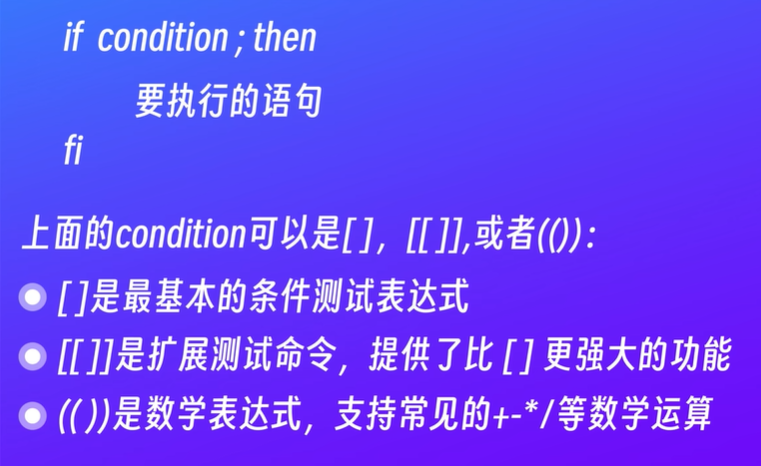 if condition ; then
要执行的语句
fi
上面的condition可以是[ ]，[[ ]],或者(())：
[ ]是最基本的条件测试表达式
[[ ]]是扩展测试命令，提供了比 [ ] 更强大的功能
(( ))是数学表达式，支持常见的+-*/等数学运算